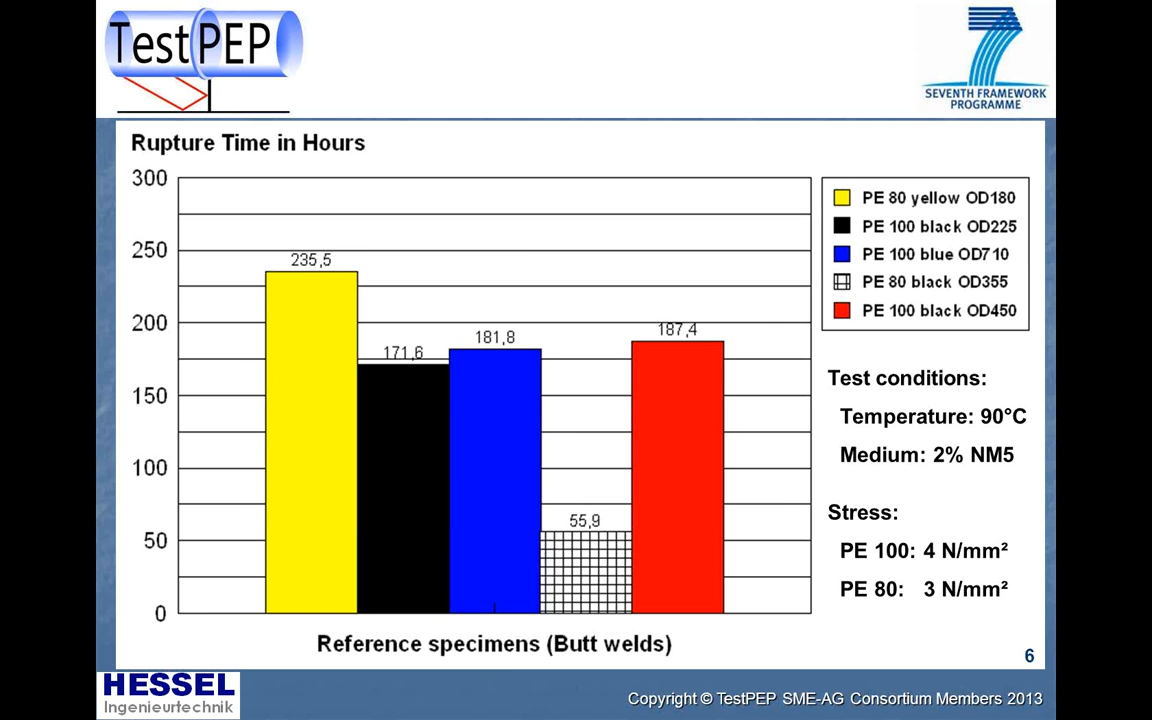 TestPEP
SEVENTH FRAMEWORK
PROGRAMME
Rupture Time in Hours
300
250
200
150
100
50
0
235,5
171,6
181,8
55,9
187,4
Reference specimens (Butt welds)
PE 80 yellow OD180
PE 100 black OD225
PE 100 blue OD710
PE 80 black OD355
PE 100 black OD450
Test conditions:
Temperature: 90°C
Medium: 2% NM5
Stress:
PE 100: 4 N/mm²
PE 80: 3 N/mm²
6
HESSEL
Ingenieurtechnik
Copyright © TestPEP SME-AG Consortium Members 2013